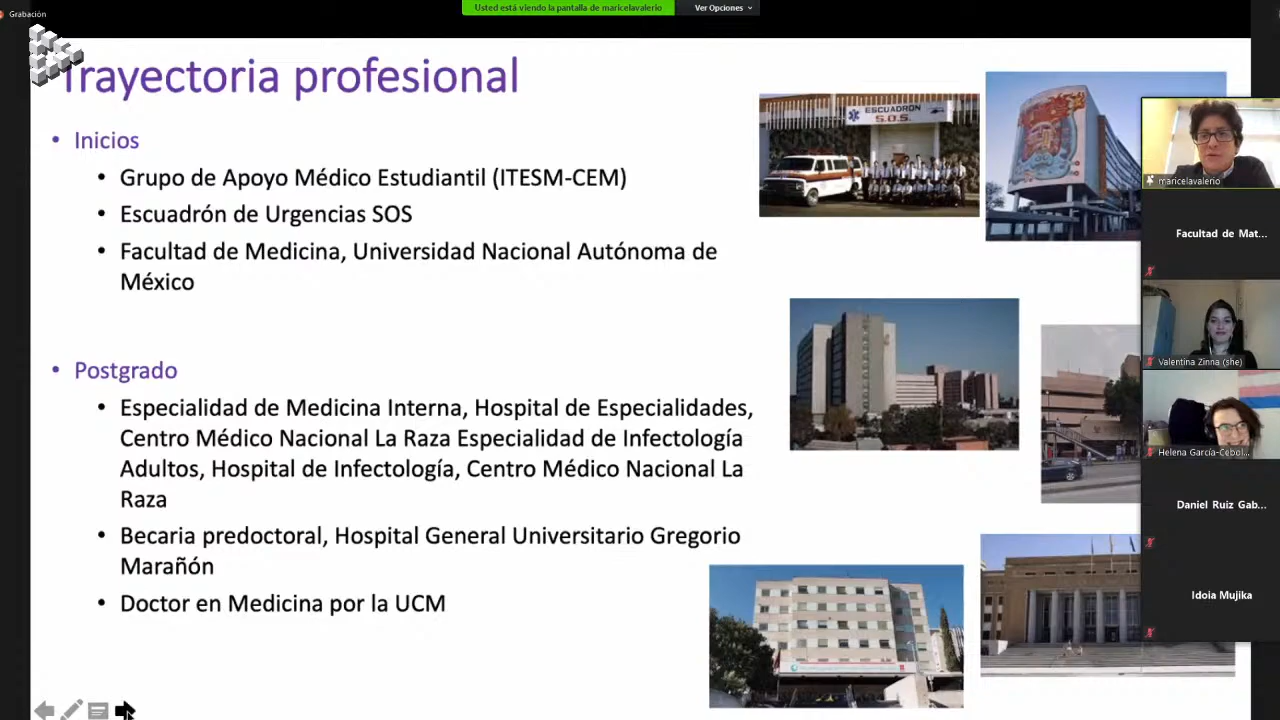 Grabación
Usted está viendo la pantalla de maricelavalerio
Ver Opciones
Trayectoria profesional
• Inicios
• Grupo de Apoyo Médico Estudiantil (ITESM-CEM)
• Escuadrón de Urgencias SOS
• Facultad de Medicina, Universidad Nacional Autónoma de
México
• Postgrado
• Especialidad de Medicina Interna, Hospital de Especialidades,
Centro Médico Nacional La Raza Especialidad de Infectología
Adultos, Hospital de Infectología, Centro Médico Nacional La
Raza
• Becaria predoctoral, Hospital General Universitario Gregorio
Marañón
• Doctor en Medicina por la UCM
ESCUADRON
S.O.S.
maricelavalerio
Facultad de Mat...
Valentina Zinna (she)
Helena García-Cebol...
Daniel Ruiz Gab...
Idoia Mujika